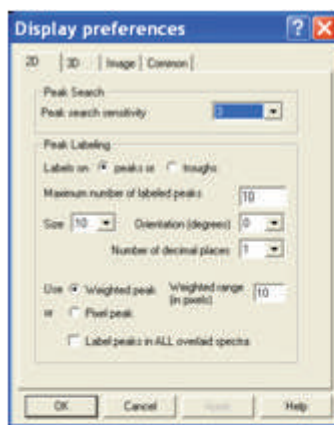 Display preferences
2D 3D Image Common
Peak Search
Peak search sensitivity 3
Peak Labeling
Labels on peaks or troughs
Maximum number of labeled peaks 10
Size 10 Orientation (degrees) 0
Number of decimal places 1
Use Weighted peak Weighted range (in pixels) 10
or Pixel peak
Label peaks in ALL overlaid spectra
OK Cancel Apply Help